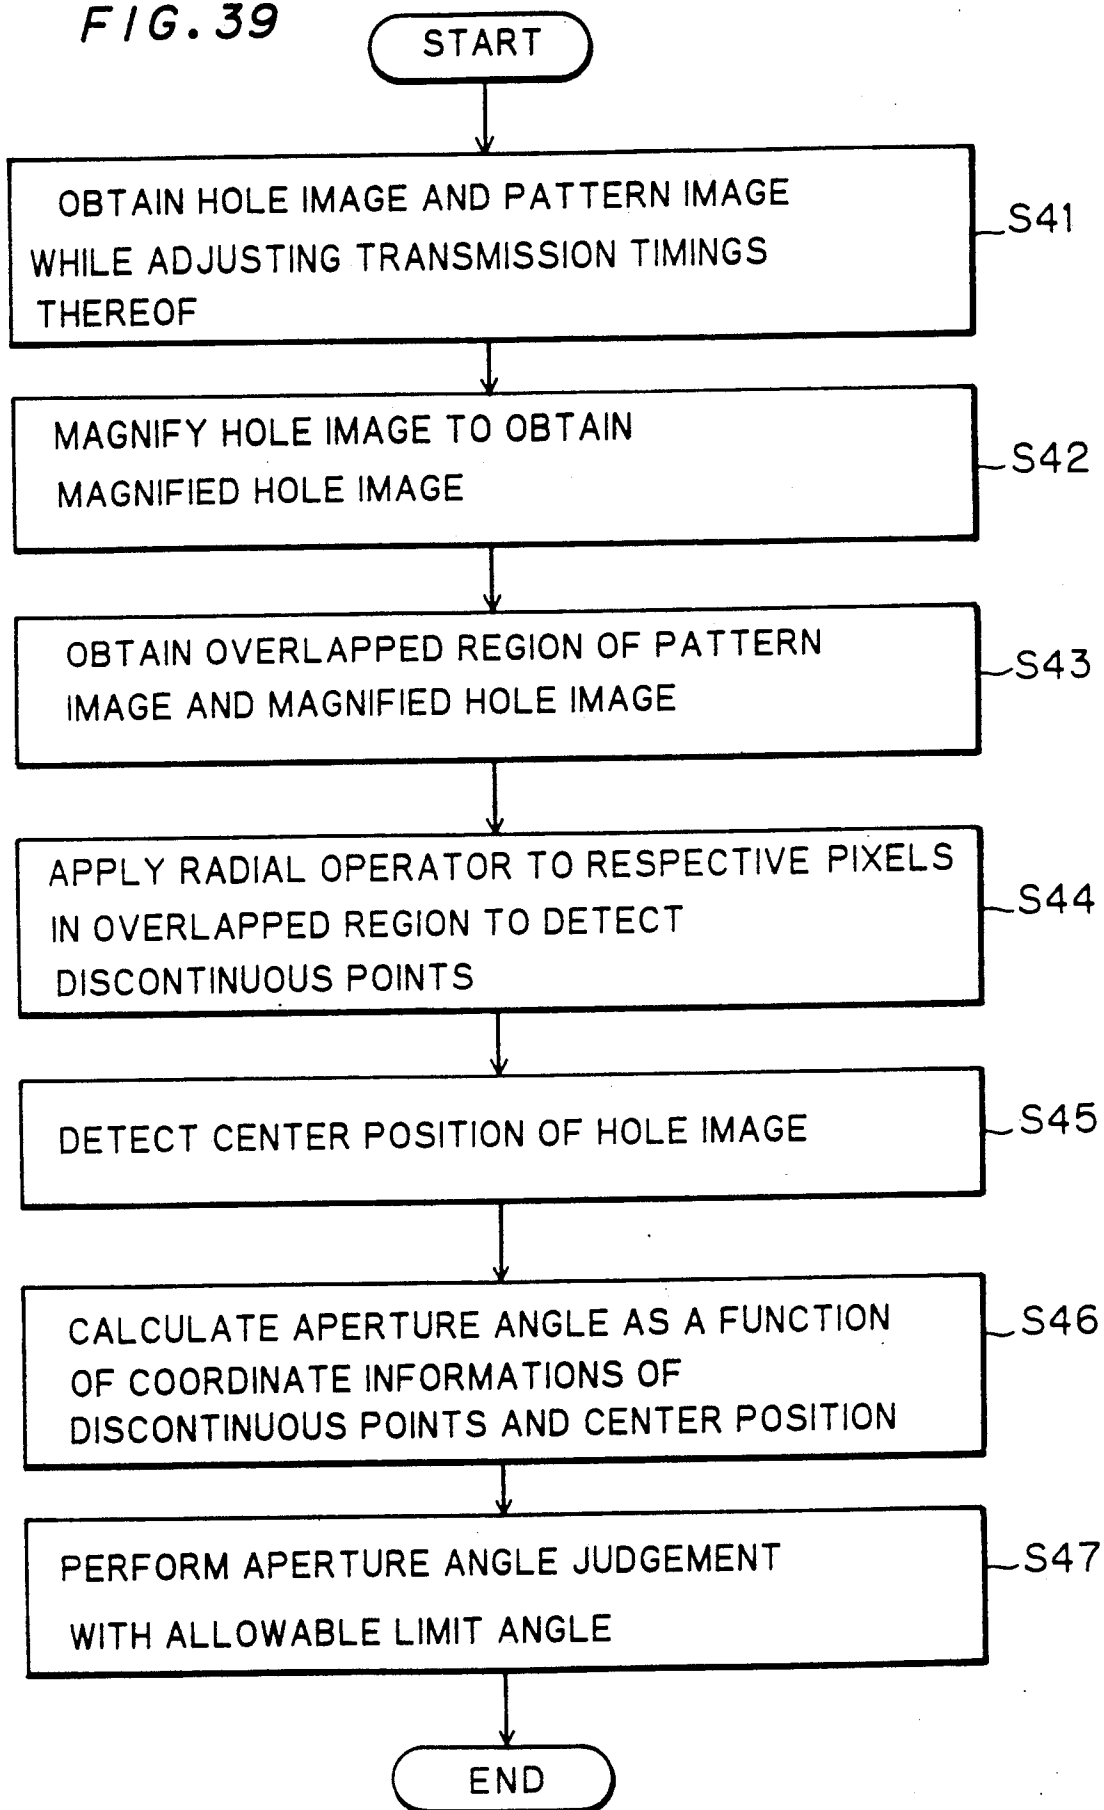 FIG. 39
START
OBTAIN HOLE IMAGE AND PATTERN IMAGE
WHILE ADJUSTING TRANSMISSION TIMINGS
THEREOF
S41
MAGNIFY HOLE IMAGE TO OBTAIN
MAGNIFIED HOLE IMAGE
S42
OBTAIN OVERLAPPED REGION OF PATTERN
IMAGE AND MAGNIFIED HOLE IMAGE
S43
APPLY RADIAL OPERATOR TO RESPECTIVE PIXELS
IN OVERLAPPED REGION TO DETECT
DISCONTINUOUS POINTS
S44
DETECT CENTER POSITION OF HOLE IMAGE
S45
CALCULATE APERTURE ANGLE AS A FUNCTION
OF COORDINATE INFORMATIONS OF
DISCONTINUOUS POINTS AND CENTER POSITION
S46
PERFORM APERTURE ANGLE JUDGEMENT
WITH ALLOWABLE LIMIT ANGLE
S47
END